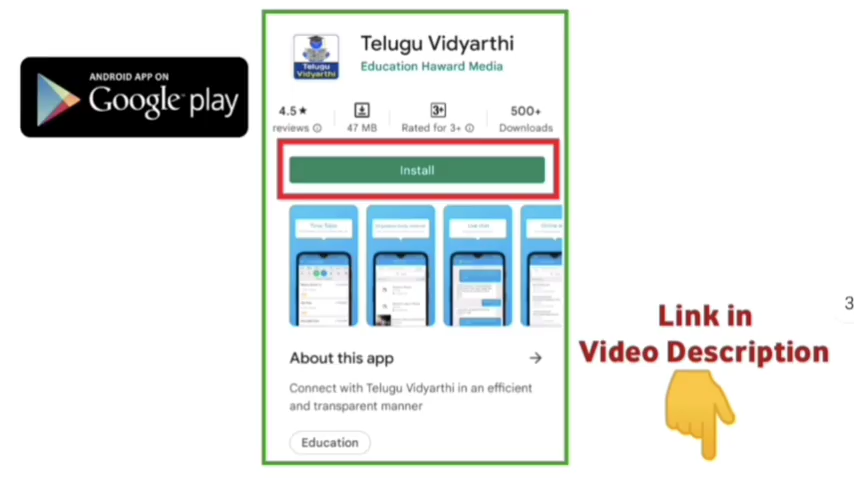 ANDROID APP ON
Google play
Telugu
Vidyarthi
Telugu Vidyarthi
Education Haward Media
4.5★
reviews
47 MB
3+
Rated for 3+
500+
Downloads
Install
Live chat
About this app
Connect with Telugu Vidyarthi in an efficient
and transparent manner
Education
Link in
Video Description
3